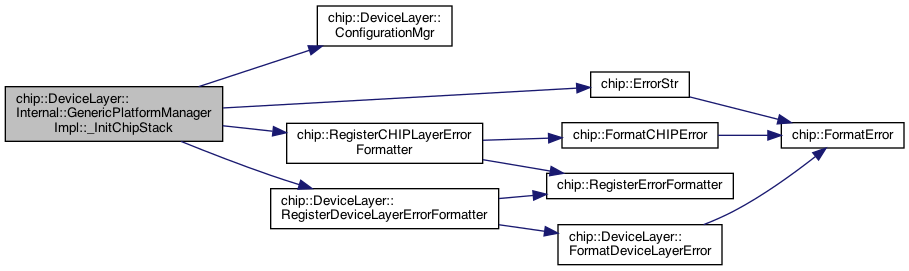 chip::DeviceLayer::
Internal::GenericPlatformManager
Impl::_InitChipStack
chip::DeviceLayer::
ConfigurationMgr
chip::ErrorStr
chip::RegisterCHIPLayerError
Formatter
chip::FormatCHIPError
chip::FormatError
chip::RegisterErrorFormatter
chip::DeviceLayer::
RegisterDeviceLayerErrorFormatter
chip::DeviceLayer::
FormatDeviceLayerError